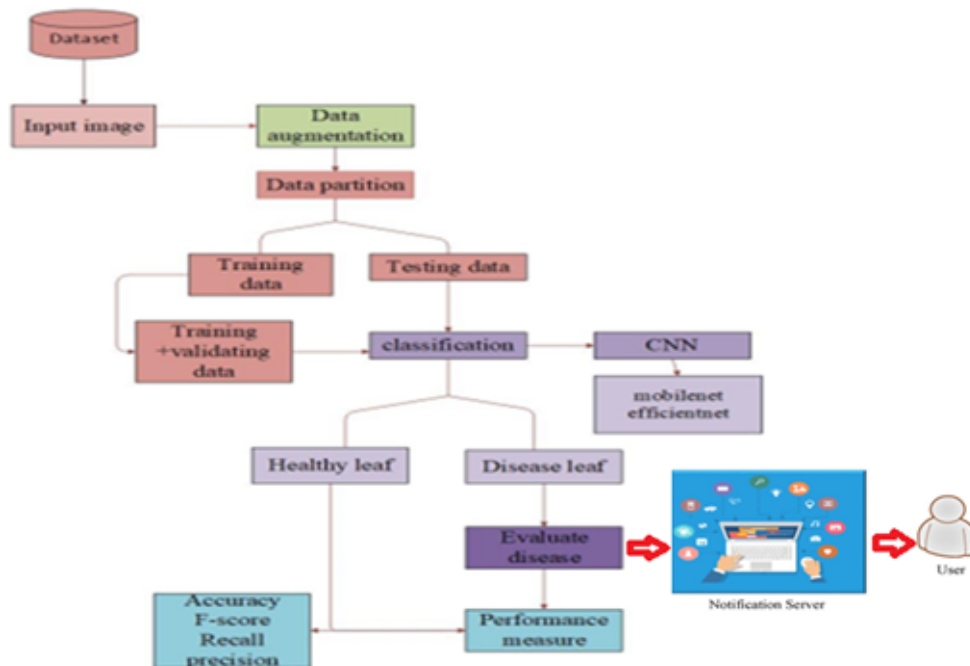 Dataset
Input image
Data
augmentation
Data partition
Training
data
Testing data
Training
+validating
data
classification
CNN
mobilenet
efficientnet
Healthy leaf
Disease leaf
Evaluate
disease
Notification Server
User
Accuracy
F-score
Recall
precision
Performance
measure